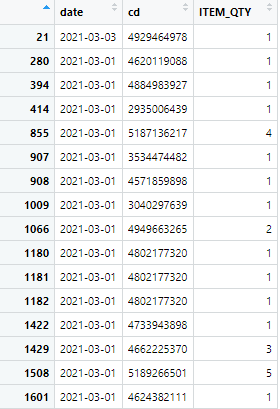 date cd ITEM_QTY
21 2021-03-03 4929464978 1
280 2021-03-01 4620119088 1
394 2021-03-01 4884983927 1
414 2021-03-01 2935006439 1
855 2021-03-01 5187136217 4
907 2021-03-01 3534474482 1
908 2021-03-01 4571859898 1
1009 2021-03-01 3040297639 1
1066 2021-03-01 4949663265 2
1180 2021-03-01 4802177320 1
1181 2021-03-01 4802177320 1
1182 2021-03-01 4802177320 1
1422 2021-03-01 4733943898 1
1429 2021-03-01 4662225370 3
1508 2021-03-01 5189266501 5
1601 2021-03-01 4624382111 1